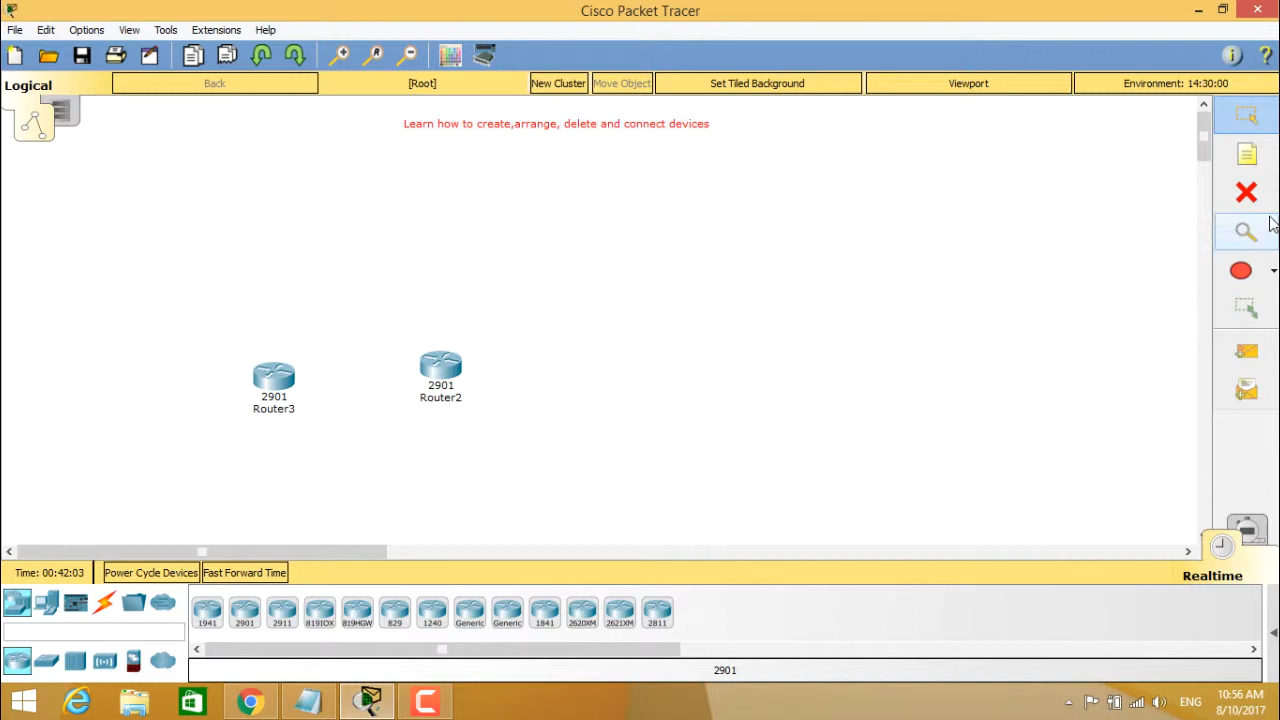 Cisco Packet Tracer
File Edit Options View Tools Extensions Help
Logical
Back
[Root]
New Cluster
Move Object
Set Tiled Background
Viewport
Environment: 14:30:00
Learn how to create,arrange, delete and connect devices
2901
Router3
2901
Router2
Time: 00:42:03
Power Cycle Devices
Fast Forward Time
Realtime
1941 2901 2911 819IOX 819HGW 829 1240 Generic Generic 1841 2620XM 2621XM 2811
2901
ENG
10:56 AM
8/10/2017